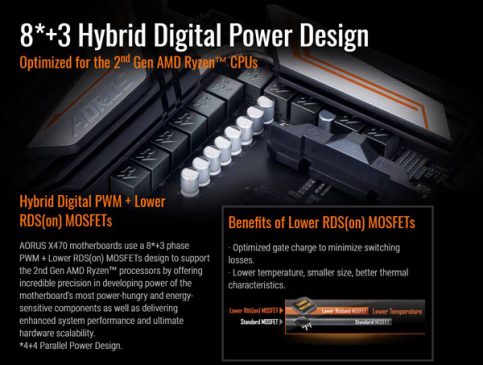 8*+3 Hybrid Digital Power Design
Optimized for the 2nd Gen AMD Ryzen™ CPUs
AORUS
Hybrid Digital PWM + Lower
RDS(on) MOSFETs
AORUS X470 motherboards use a 8*+3 phase
PWM + Lower RDS(on) MOSFETs design to support
the 2nd Gen AMD Ryzen™ processors by offering
incredible precision in developing power of the
motherboard's most power-hungry and energy-
sensitive components as well as delivering
enhanced system performance and ultimate
hardware scalability.
*4+4 Parallel Power Design.
Benefits of Lower RDS(on) MOSFETs
· Optimized gate charge to minimize switching
losses.
· Lower temperature, smaller size, better thermal
characteristics.
Lower RDS(on) MOSFET Lower RDS(on) MOSFET Lower Temperature
Standard MOSFET Standard MOSFET